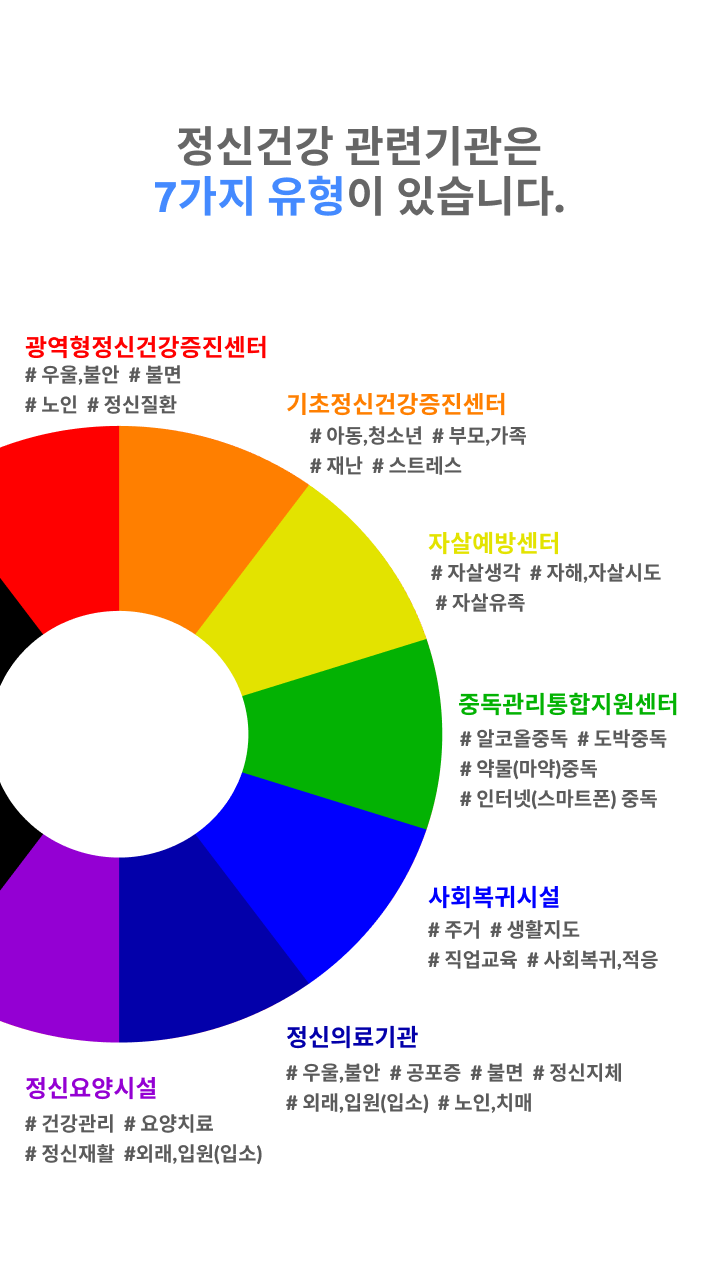 정신건강 관련기관은
7가지 유형이 있습니다.
광역형정신건강증진센터
# 우울,불안 # 불면
# 노인 # 정신질환
기초정신건강증진센터
# 아동,청소년 # 부모,가족
# 재난 # 스트레스
자살예방센터
# 자살생각 # 자해,자살시도
# 자살유족
중독관리통합지원센터
# 알코올중독 # 도박중독
# 약물(마약)중독
# 인터넷(스마트폰) 중독
사회복귀시설
# 주거 # 생활지도
# 직업교육 # 사회복귀,적응
정신의료기관
# 우울,불안 # 공포증 # 불면 # 정신지체
# 외래,입원(입소) # 노인,치매
정신요양시설
# 건강관리 # 요양치료
# 정신재활 #외래,입원(입소)